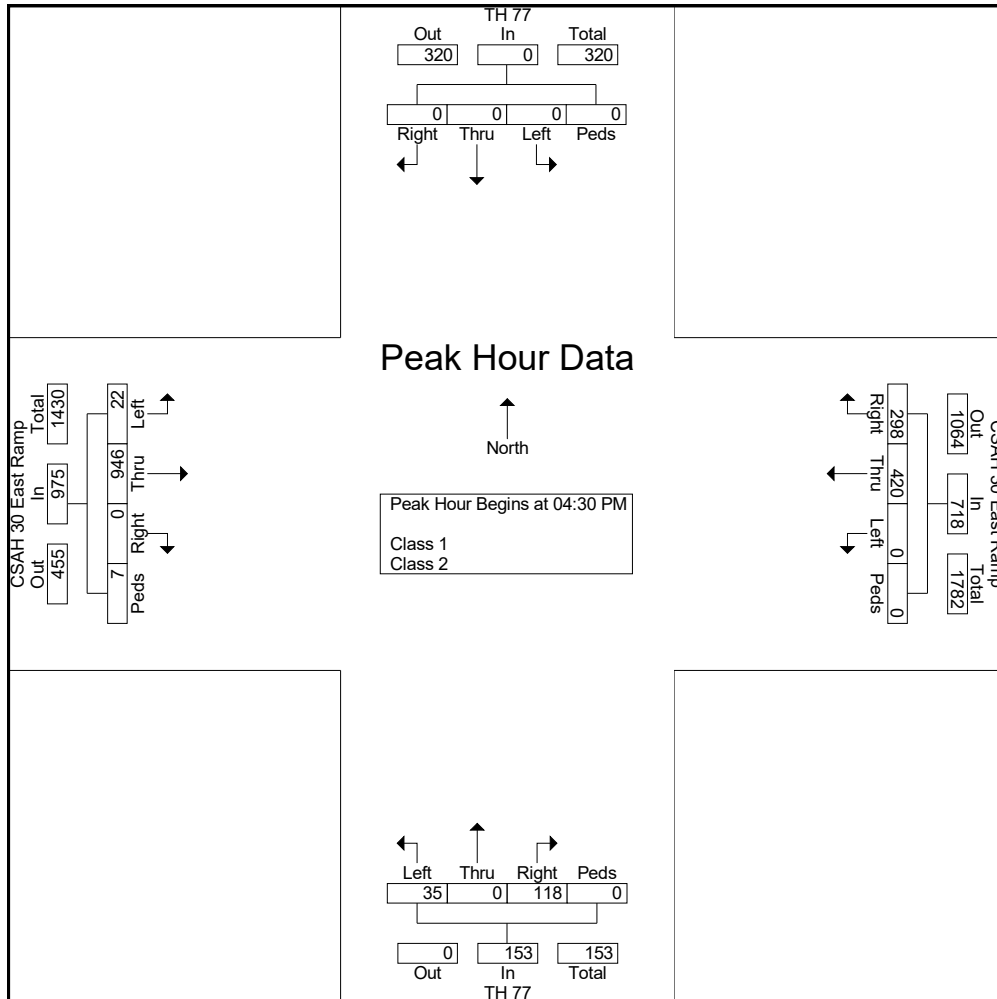 TH 77
Out In Total
320 0 320
0 0 0 0
Right Thru Left Peds
Peak Hour Data
North
Peak Hour Begins at 04:30 PM
Class 1
Class 2
CSAH 30 East Ramp
Total In Out
1430 975 455
22 946 0 7
Left Thru Right Peds
CSAH 30 East Ramp
Out In Total
1064 718 1782
298 420 0 0
Right Thru Left Peds
Left Thru Right Peds
35 0 118 0
0 153 153
Out In Total
TH 77